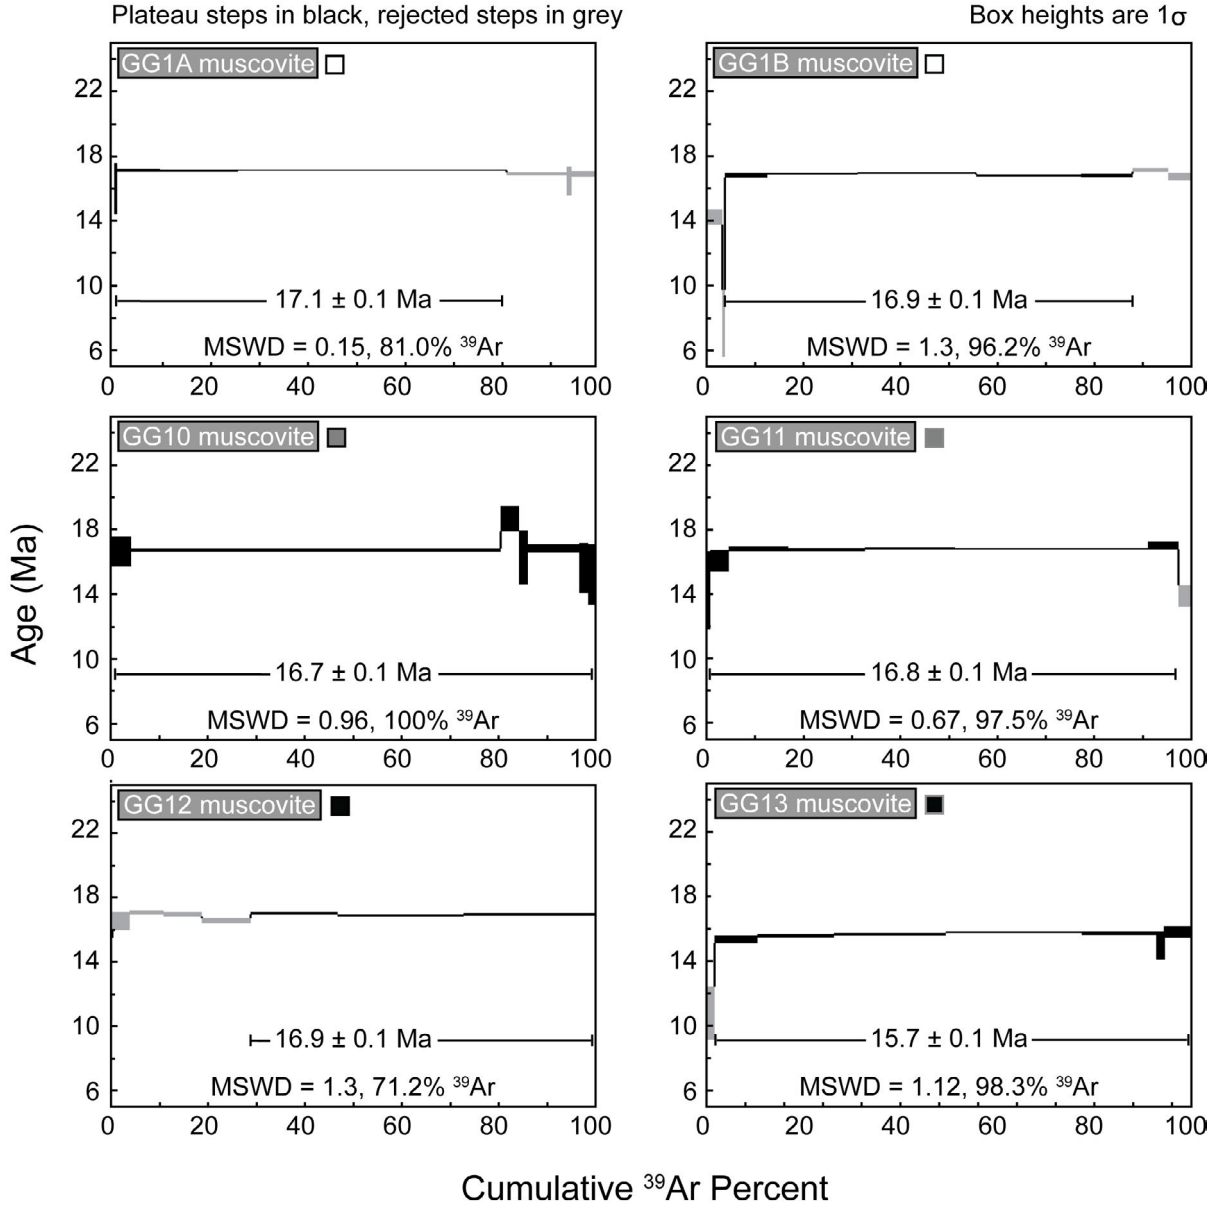 Plateau steps in black, rejected steps in grey
Box heights are 1σ
GG1A muscovite
22
18
14
10
6
17.1 ± 0.1 Ma
MSWD = 0.15, 81.0% ³⁹Ar
0 20 40 60 80 100
GG1B muscovite
22
18
14
10
6
16.9 ± 0.1 Ma
MSWD = 1.3, 96.2% ³⁹Ar
0 20 40 60 80 100
GG10 muscovite
22
18
14
10
6
16.7 ± 0.1 Ma
MSWD = 0.96, 100% ³⁹Ar
0 20 40 60 80 100
GG11 muscovite
22
18
14
10
6
16.8 ± 0.1 Ma
MSWD = 0.67, 97.5% ³⁹Ar
0 20 40 60 80 100
GG12 muscovite
22
18
14
10
6
16.9 ± 0.1 Ma
MSWD = 1.3, 71.2% ³⁹Ar
0 20 40 60 80 100
GG13 muscovite
22
18
14
10
6
15.7 ± 0.1 Ma
MSWD = 1.12, 98.3% ³⁹Ar
0 20 40 60 80 100
Age (Ma)
Cumulative ³⁹Ar Percent